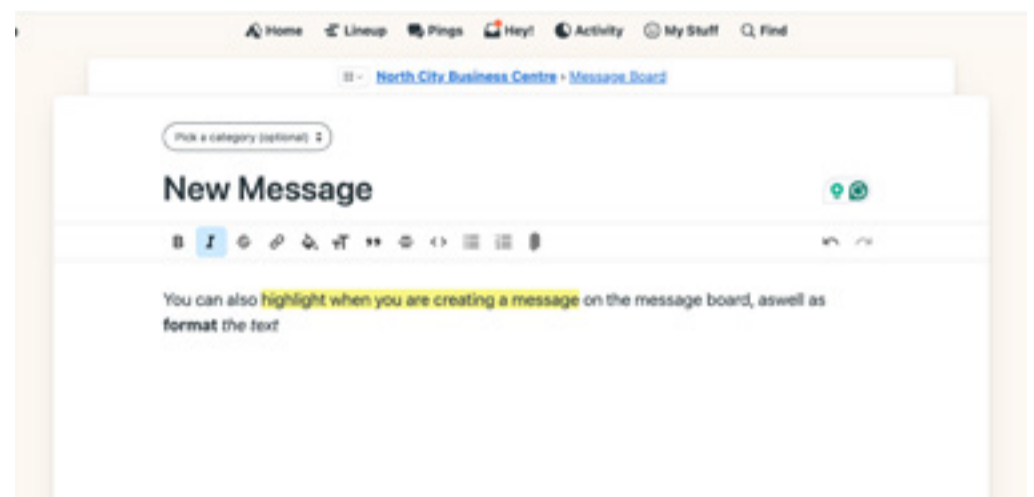 Home Lineup Pings Hey! Activity My Stuff Find
North City Business Centre › Message Board
Pick a category (optional)
New Message
You can also highlight when you are creating a message on the message board, aswell as
format the text